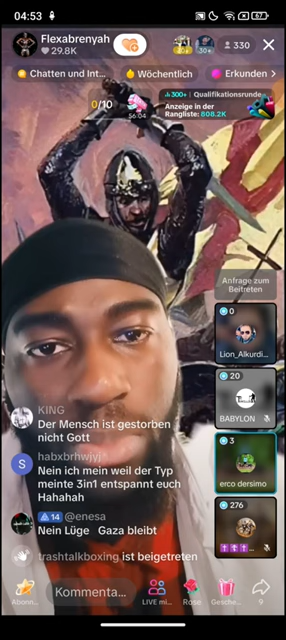 04:53
67
Flexabrenyah
29.8K
330
Chatten und Int...
Wöchentlich
Erkunden
0/10
56:04
300+ Qualifikationsrunde
Anzeige in der
Rangliste: 808.2K
Anfrage zum
Beitreten
0
Lion_Alkurdi...
20
BABYLON
3
erco dersimo
276
KING
Der Mensch ist gestorben
nicht Gott
S
habxbrhwjyj^
Nein ich mein weil der Typ
meinte 3in1 entspannt euch
Hahahah
14 @enesa
Nein Lüge Gaza bleibt
trashtalkboxing ist beigetreten
Abonn...
Kommenta...
LIVE mi...
Rose
Gesche...
9